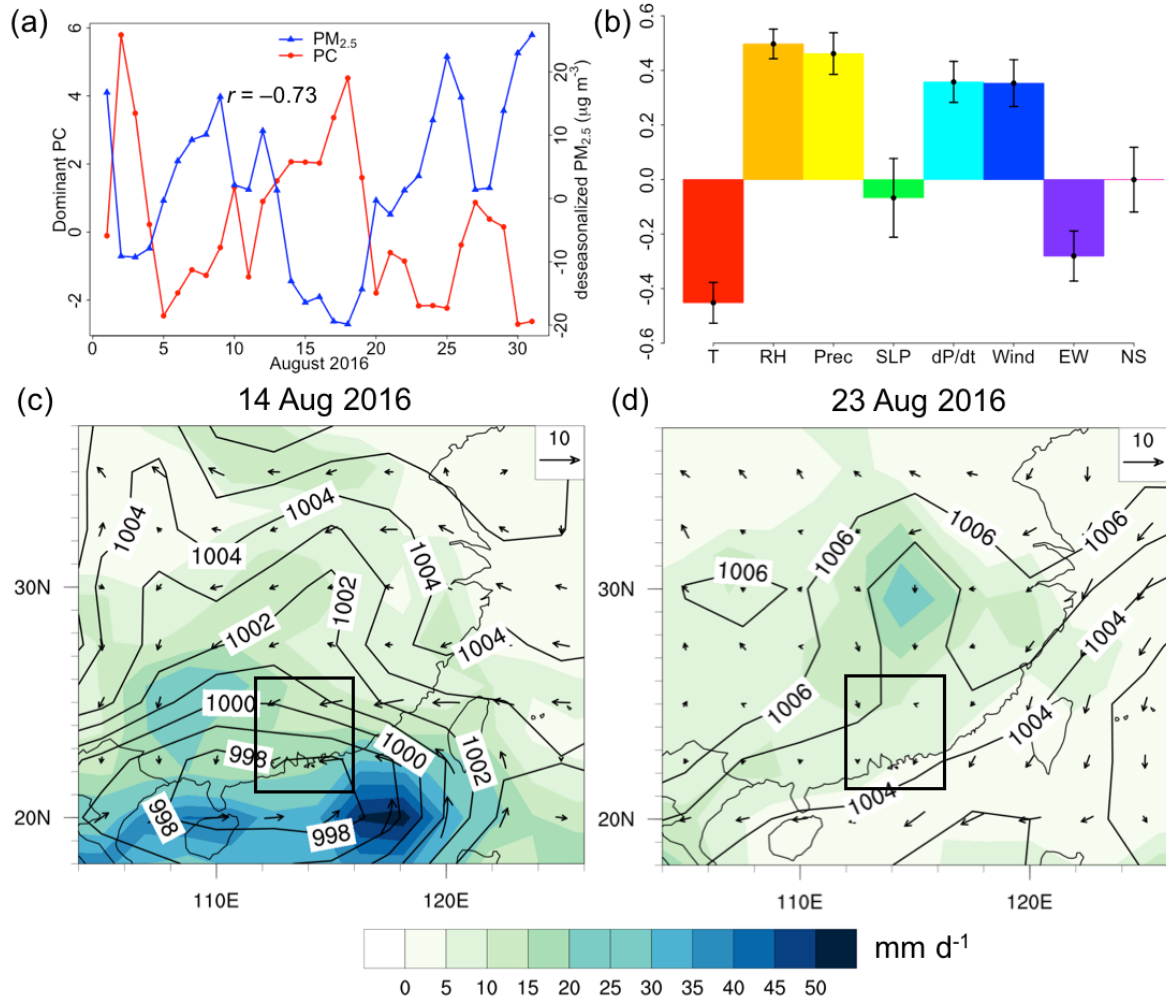 (a)
6
4
2
0
-2
Dominant PC
PM2.5
PC
r = –0.73
20
10
0
-10
-20
deseasonalized PM2.5 (μg m-3)
0 5 10 15 20 25 30
August 2016
(b)
0.6
0.4
0.2
0.0
-0.2
-0.4
-0.6
T RH Prec SLP dP/dt Wind EW NS
(c) 14 Aug 2016
10
1004
1004
1004
1004
1002
1002
1004
30N
1000
1000
1002
998
998
998
20N
110E 120E
(d) 23 Aug 2016
10
1006
1006
1006
1006
1004
1006
1004
1004
30N
20N
110E 120E
0 5 10 15 20 25 30 35 40 45 50
mm d-1